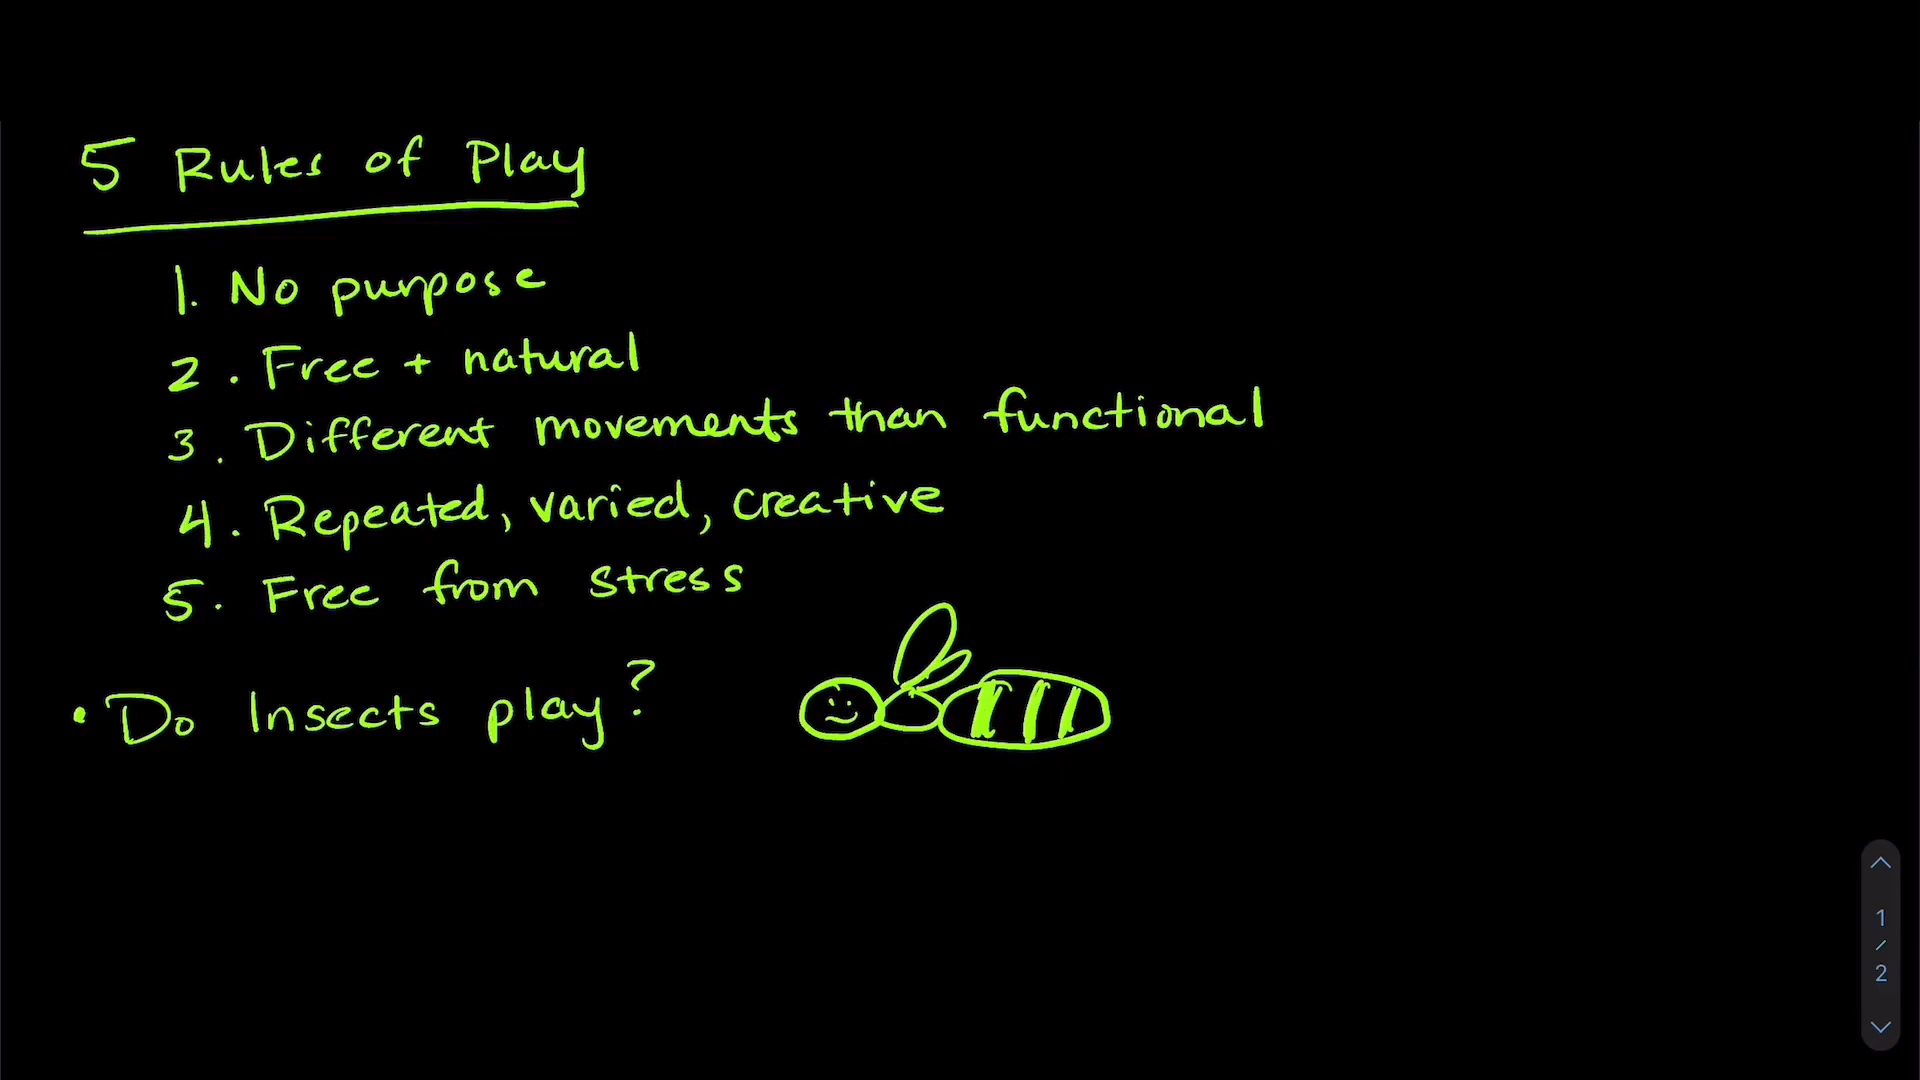 5 Rules of Play
1. No purpose
2. Free + natural
3. Different movements than functional
4. Repeated, varied, creative
5. Free from stress
• Do Insects play?
1
/
2